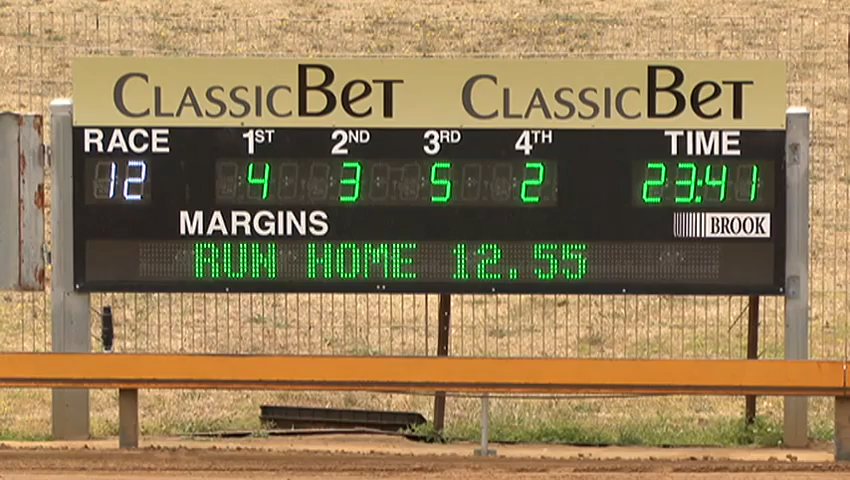 CLASSICBET CLASSICBET
RACE 1ST 2ND 3RD 4TH TIME
12 4 3 5 2 23.41
MARGINS BROOK
RUN HOME 12.55